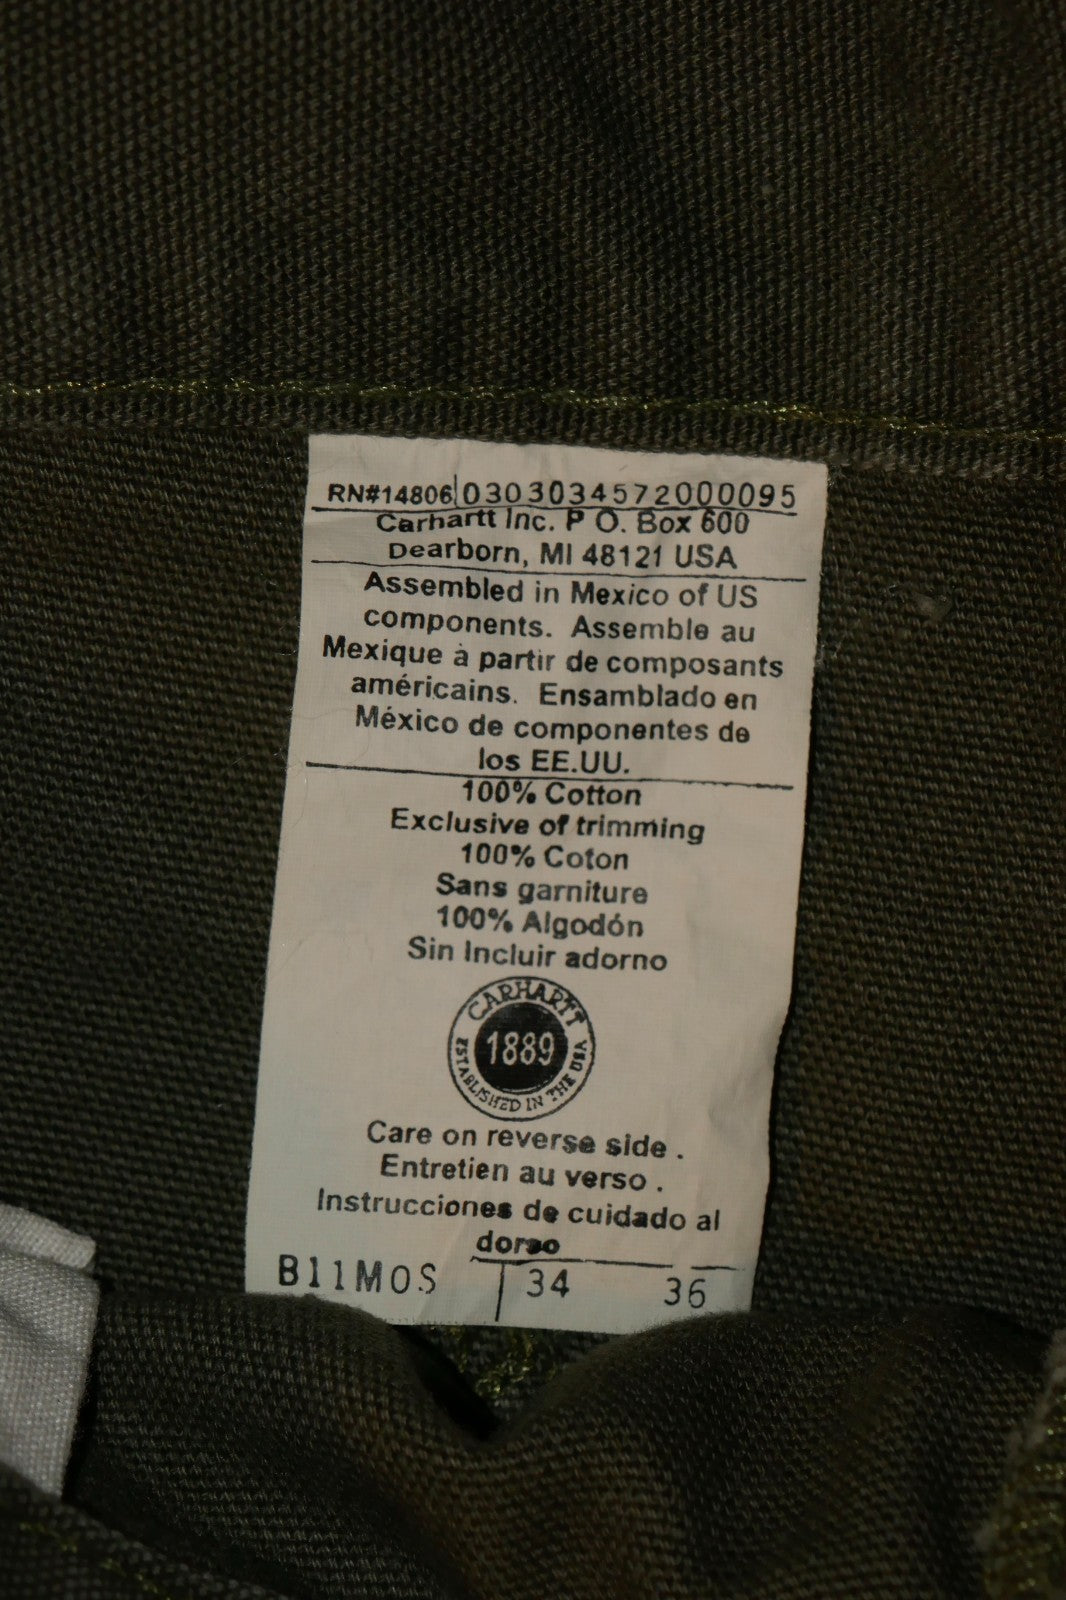 RN#14806 0303034572000095
Carhartt Inc. P O. Box 600
Dearborn, MI 48121 USA
Assembled in Mexico of US
components. Assemble au
Mexique à partir de composants
américains. Ensamblado en
México de componentes de
los EE.UU.
100% Cotton
Exclusive of trimming
100% Coton
Sans garniture
100% Algodón
Sin Incluir adorno
CARHARTT
1889
ESTABLISHED IN THE USA
Care on reverse side .
Entretien au verso .
Instrucciones de cuidado al
dorso
B11MOS 34 36